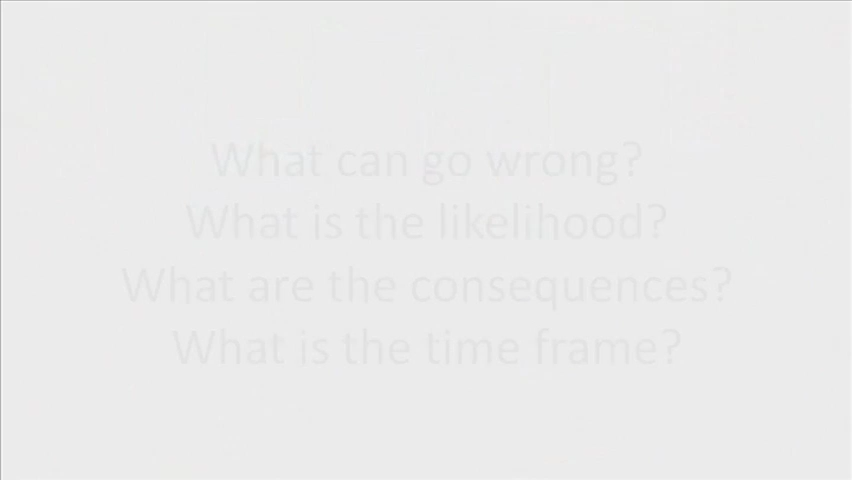 What can go wrong?
What is the likelihood?
What are the consequences?
What is the time frame?